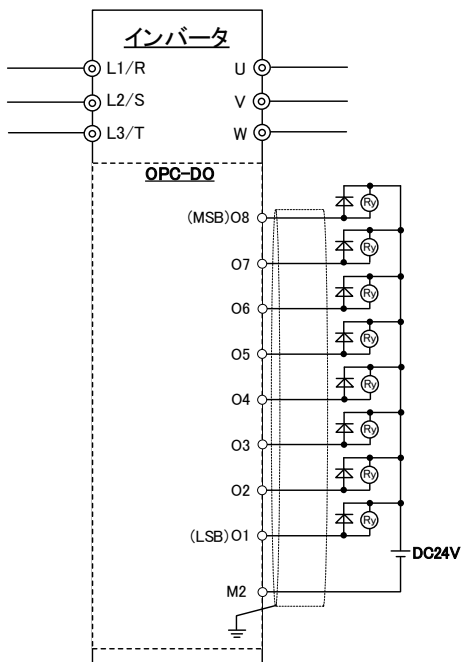 インバータ
L1/R U
L2/S V
L3/T W
OPC-DO
Ry
(MSB)O8
Ry
O7
Ry
O6
Ry
O5
Ry
O4
Ry
O3
Ry
O2
Ry
(LSB)O1
DC24V
M2